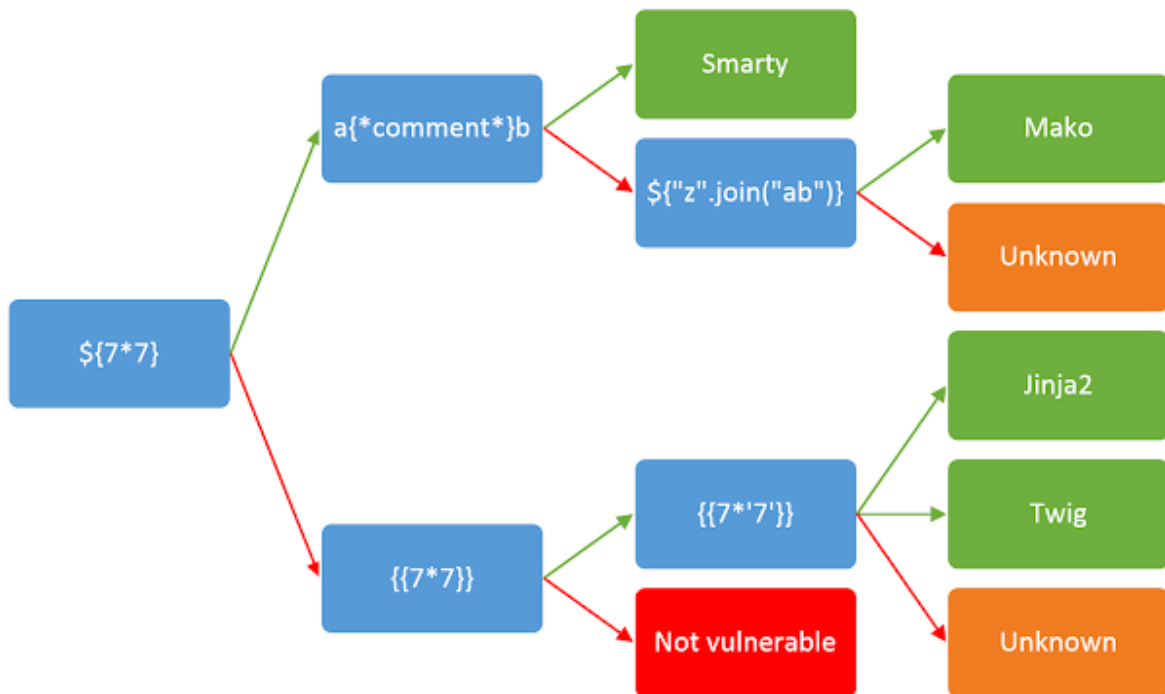 Smarty
a{*comment*}b
Mako
${"z".join("ab")}
Unknown
${7*7}
Jinja2
{{7*'7'}}
Twig
{{7*7}}
Not vulnerable
Unknown